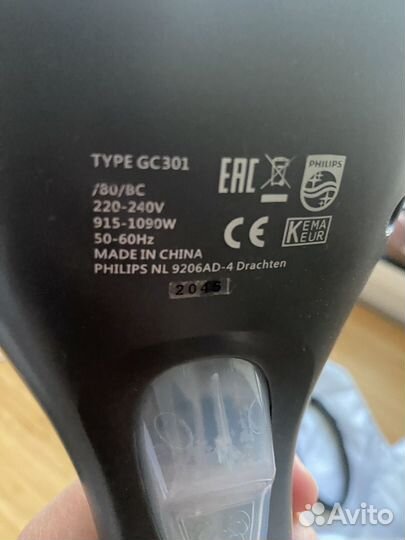 TYPE GC301
/80/BC
220-240V
915-1090W
50-60Hz
MADE IN CHINA
PHILIPS NL 9206AD-4 Drachten
2045
EAC
PHILIPS
CE
KEMA
EUR
Avito